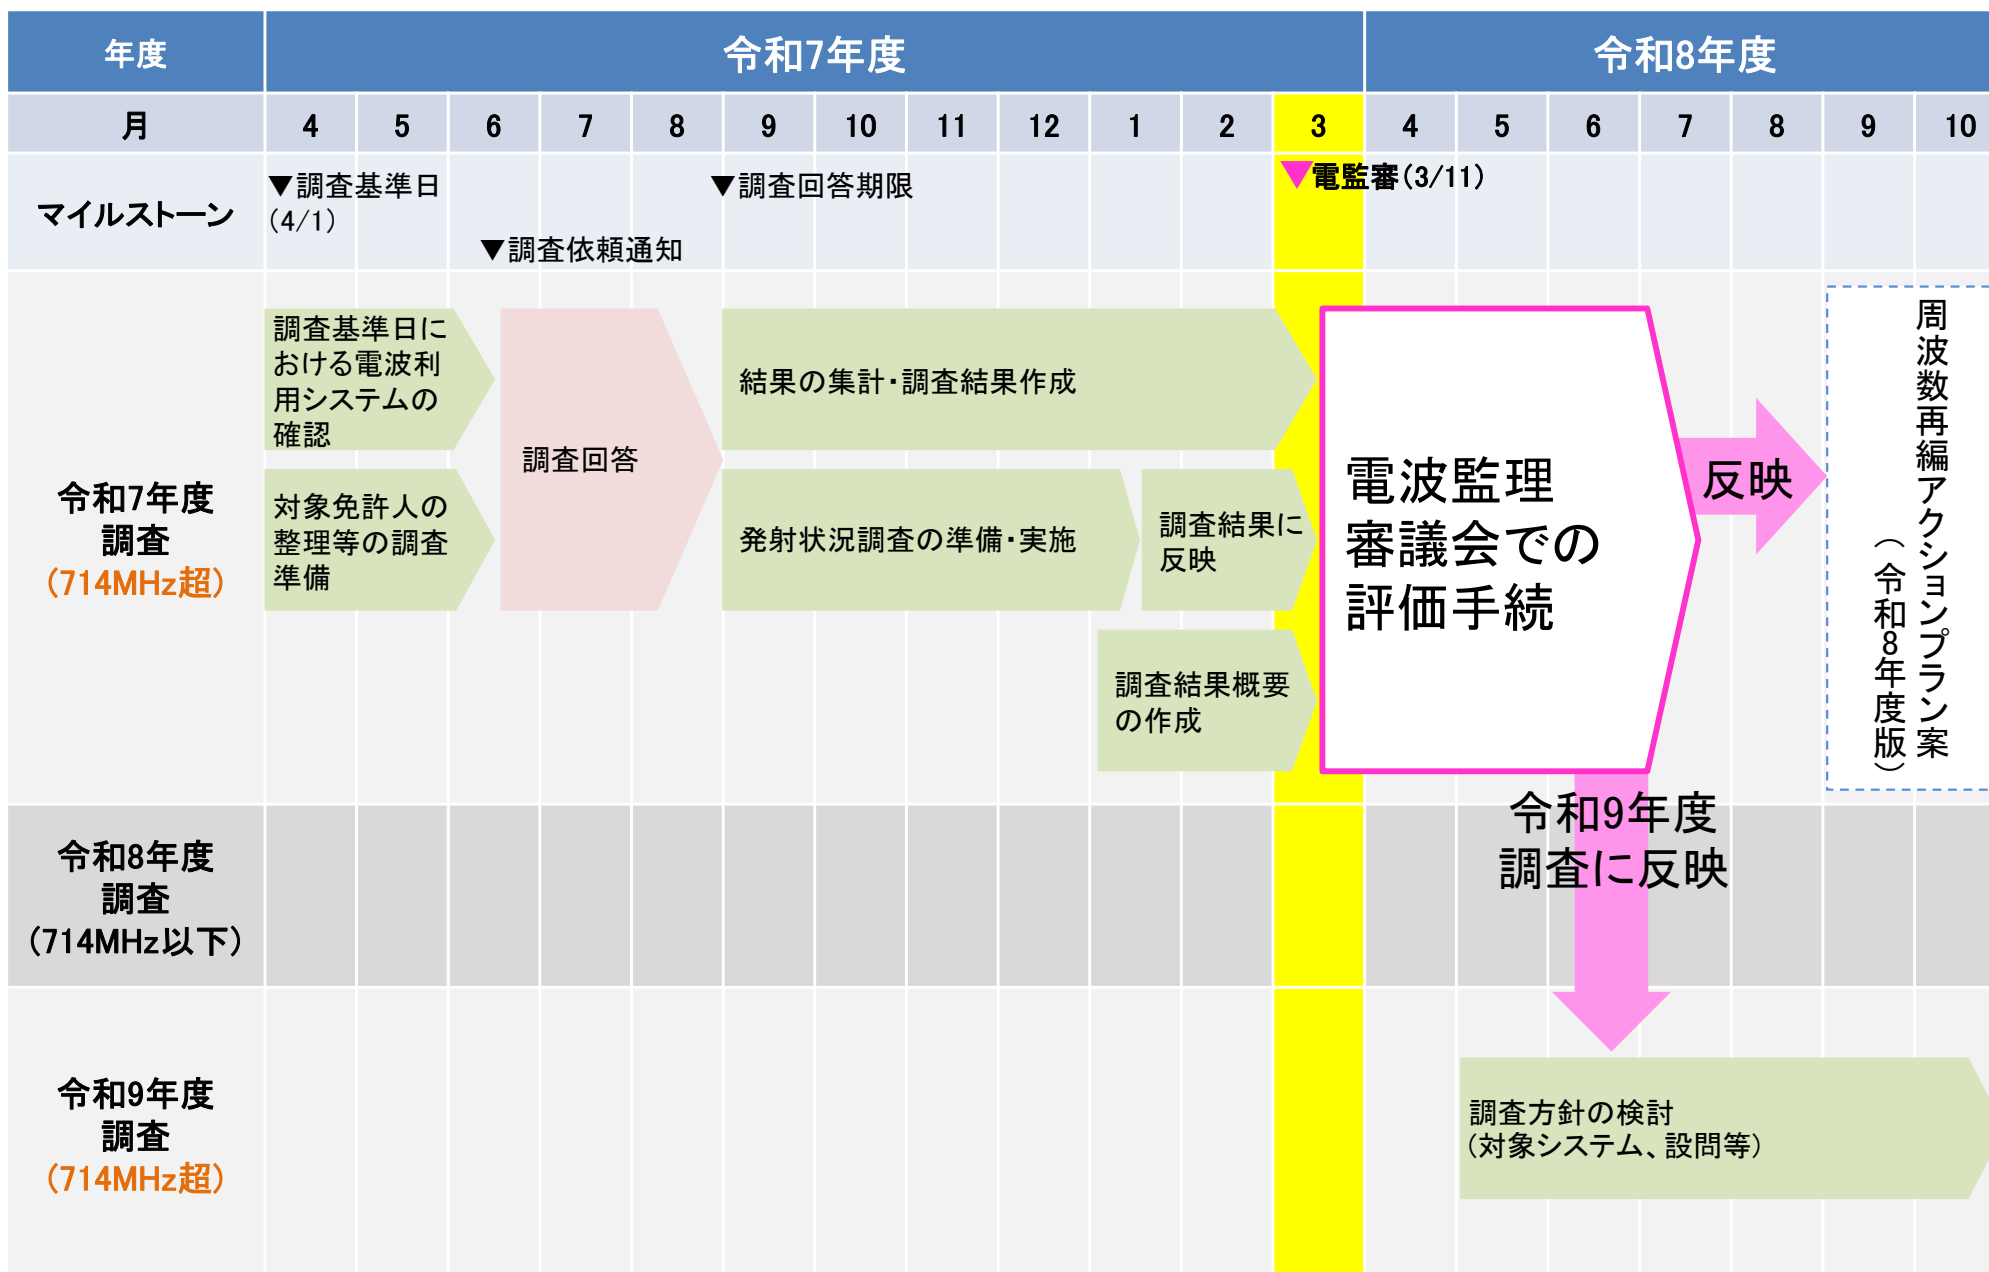 年度
令和7年度
令和8年度
月
4 5 6 7 8 9 10 11 12 1 2 3 4 5 6 7 8 9 10
マイルストーン
▼調査基準日
(4/1)
▼調査依頼通知
▼調査回答期限
▼電監審(3/11)
令和7年度
調査
(714MHz超)
調査基準日に
おける電波利
用システムの
確認
対象免許人の
整理等の調査
準備
調査回答
結果の集計・調査結果作成
発射状況調査の準備・実施
調査結果に
反映
調査結果概要
の作成
電波監理
審議会での
評価手続
反映
周波数再編アクションプラン案
(令和8年度版)
令和9年度
調査に反映
令和8年度
調査
(714MHz以下)
令和9年度
調査
(714MHz超)
調査方針の検討
(対象システム、設問等)